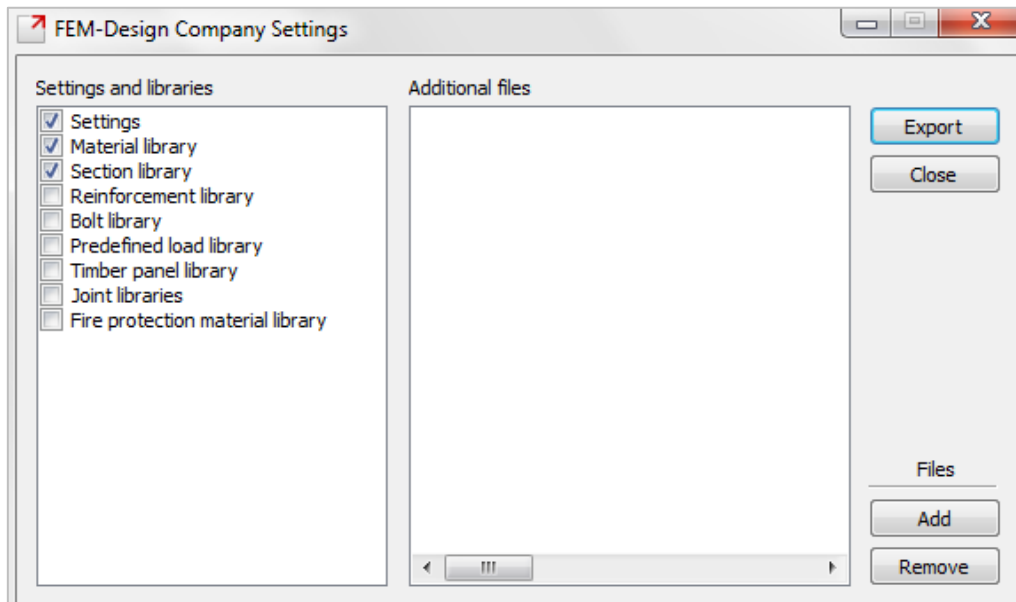 FEM-Design Company Settings
Settings and libraries
Settings
Material library
Section library
Reinforcement library
Bolt library
Predefined load library
Timber panel library
Joint libraries
Fire protection material library
Additional files
Export
Close
Files
Add
Remove